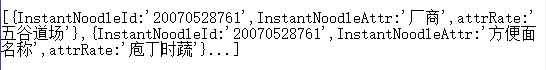 [{InstantNoodleId:'20070528761',InstantNoodleAttr:'厂商',attrRate:'
五谷道场'},{InstantNoodleId:'20070528761',InstantNoodleAttr:'方便面
名称',attrRate:'庖丁时蔬'}...]